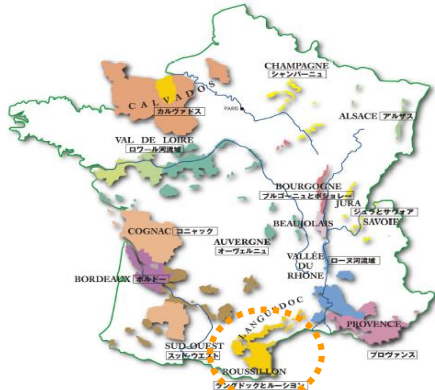 CALVADOS
カルヴァドス
PARIS
CHAMPAGNE
シャンパーニュ
ALSACE アルザス
VAL DE LOIRE
ロワール河流域
BOURGOGNE
ブルゴーニュとボジョレー
JURA
ジュラとサヴォア
SAVOIE
BEAUJOLAIS
COGNAC コニャック
AUVERGNE
オーヴェルニュ
VALLÉE
DU
RHÔNE
ローヌ河流域
BORDEAUX ボルドー
LANGUEDOC
PROVENCE
プロヴァンス
SUD-OUEST
スッド・ウエスト
ROUSSILLON
ラングドックとルーション